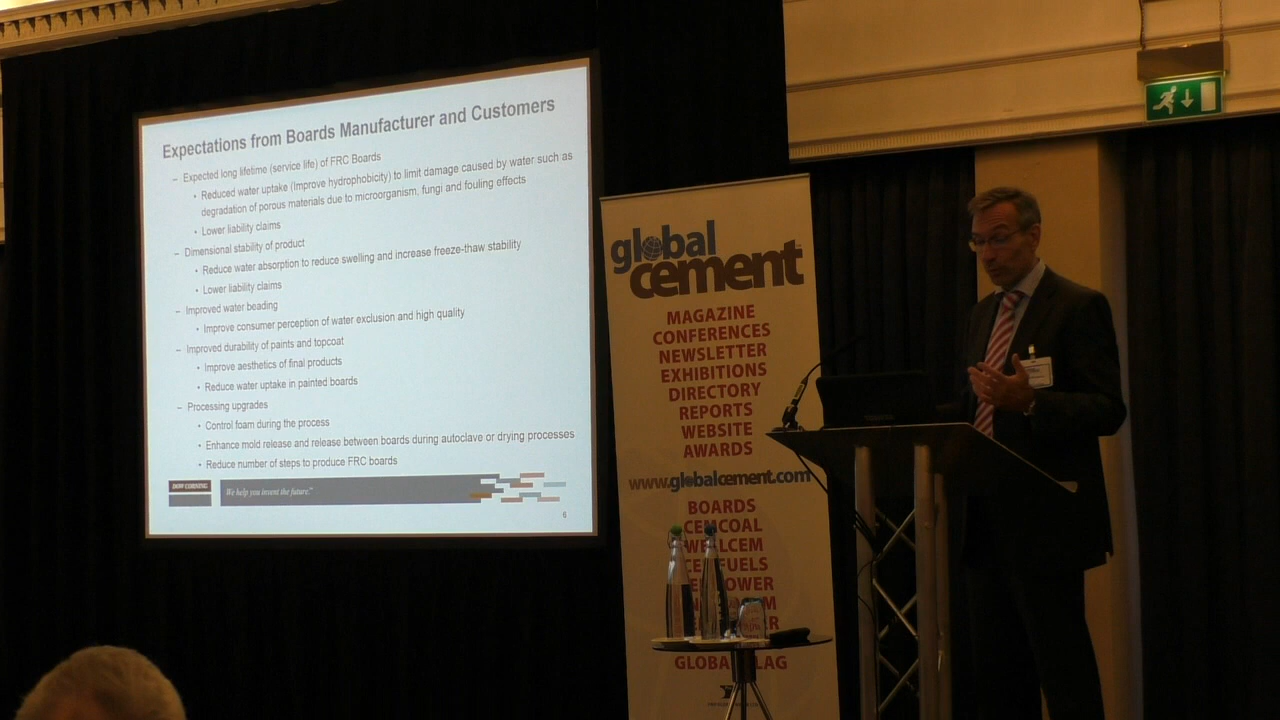 Expectations from Boards Manufacturer and Customers
– Expected long lifetime (service life) of FRC Boards
• Reduced water uptake (Improve hydrophobicity) to limit damage caused by water such as
degradation of porous materials due to microorganism, fungi and fouling effects
• Lower liability claims
– Dimensional stability of product
• Reduce water absorption to reduce swelling and increase freeze-thaw stability
• Lower liability claims
– Improved water beading
• Improve consumer perception of water exclusion and high quality
– Improved durability of paints and topcoat
• Improve aesthetics of final products
• Reduce water uptake in painted boards
– Processing upgrades
• Control foam during the process
• Enhance mold release and release between boards during autoclave or drying processes
• Reduce number of steps to produce FRC boards
DOW CORNING
We help you invent the future.™
6
global
cement™
MAGAZINE
CONFERENCES
NEWSLETTER
EXHIBITIONS
DIRECTORY
REPORTS
WEBSITE
AWARDS
www.globalcement.com
BOARDS
CEMCOAL
GLOBAL